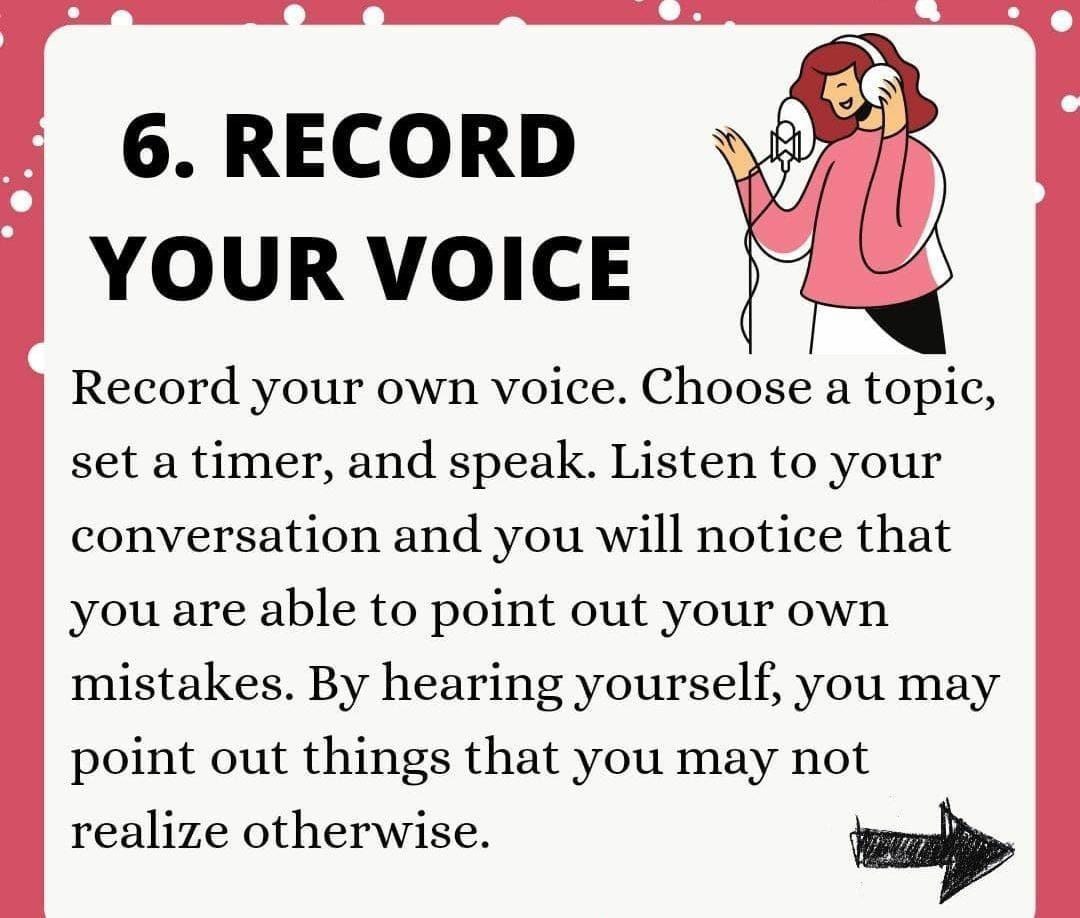 6. RECORD
YOUR VOICE
Record your own voice. Choose a topic,
set a timer, and speak. Listen to your
conversation and you will notice that
you are able to point out your own
mistakes. By hearing yourself, you may
point out things that you may not
realize otherwise.